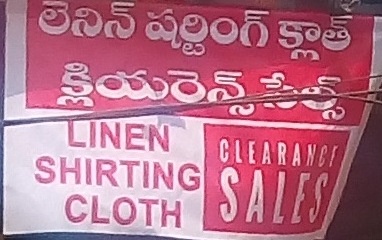 లెనిన్ షర్టింగ్ క్లాత్
క్లియరెన్స్ సేల్స్
LINEN
SHIRTING
CLOTH
CLEARANCE
SALES